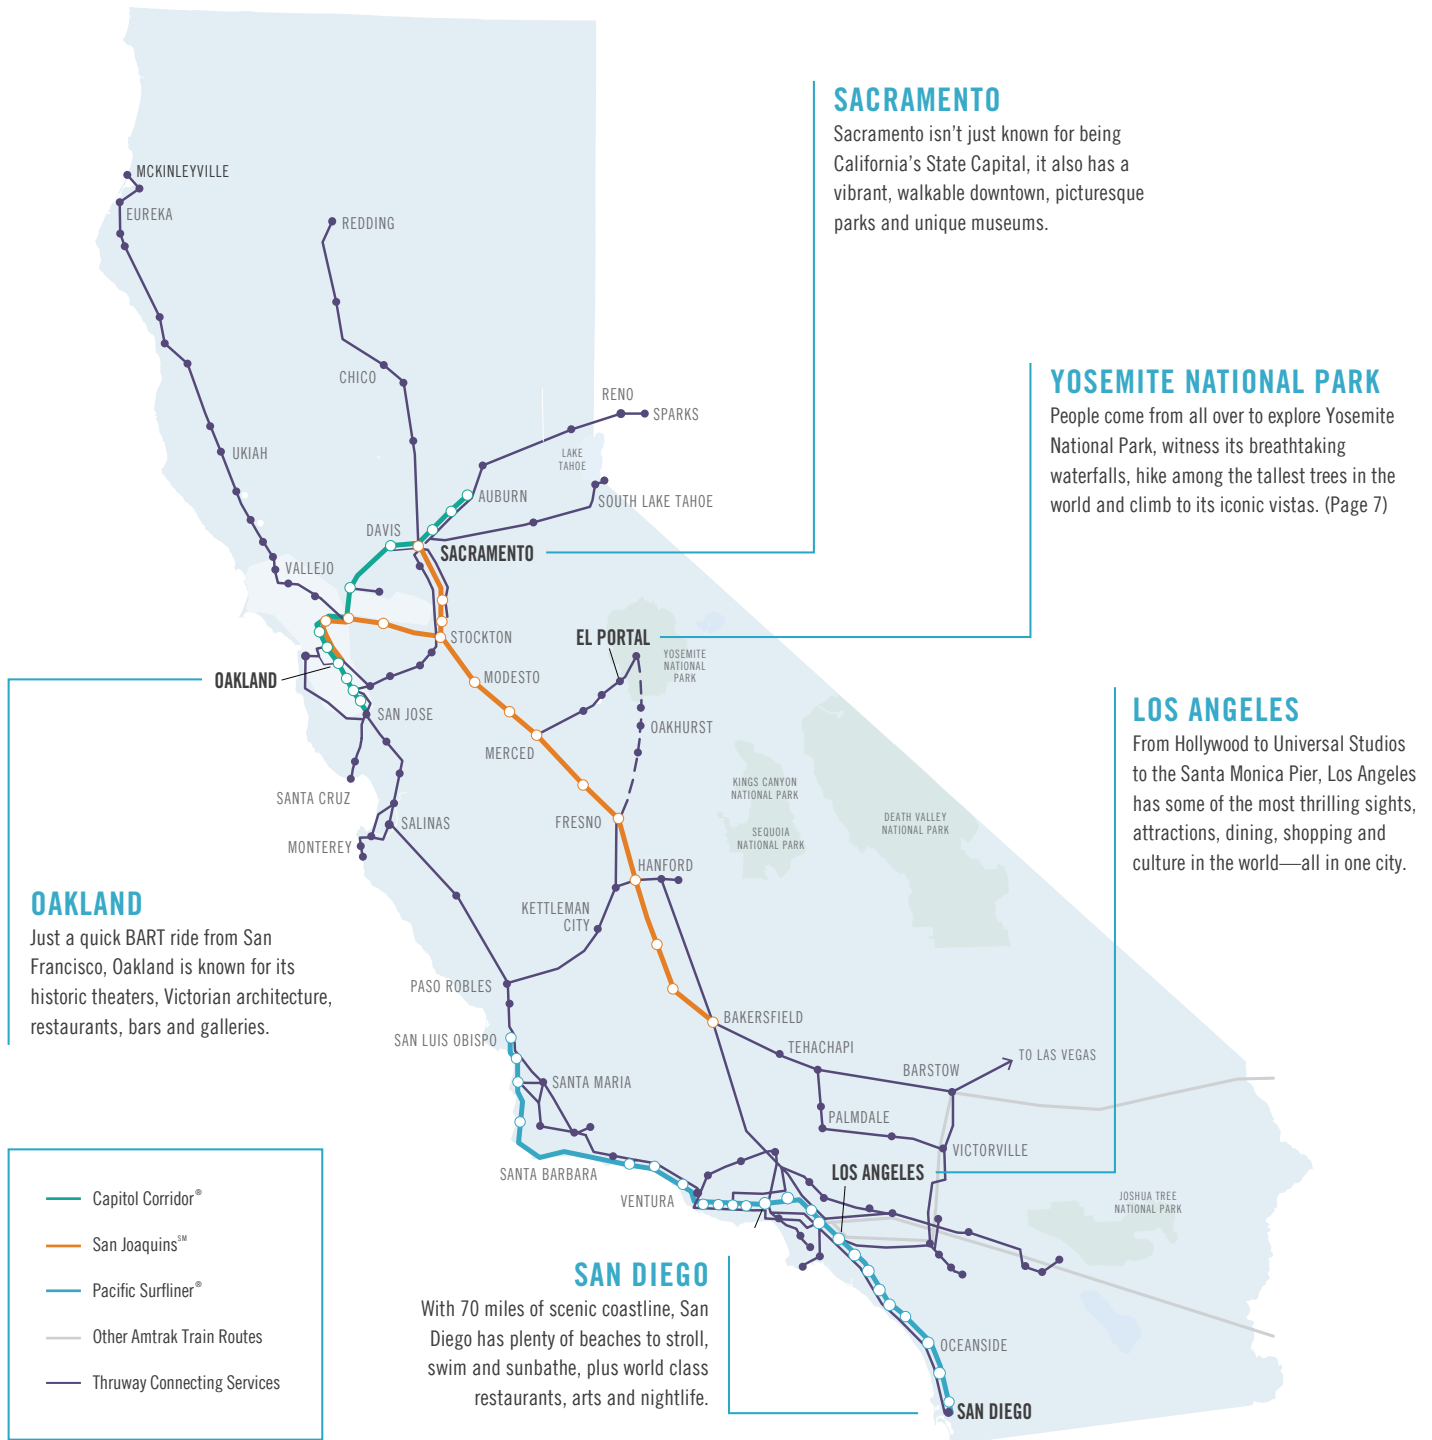 SACRAMENTO
Sacramento isn’t just known for being
California’s State Capital, it also has a
vibrant, walkable downtown, picturesque
parks and unique museums.
MCKINLEYVILLE
EUREKA
REDDING
CHICO
RENO
SPARKS
UKIAH
LAKE
TAHOE
AUBURN
SOUTH LAKE TAHOE
DAVIS
SACRAMENTO
VALLEJO
YOSEMITE NATIONAL PARK
People come from all over to explore Yosemite
National Park, witness its breathtaking
waterfalls, hike among the tallest trees in the
world and climb to its iconic vistas. (Page 7)
STOCKTON
EL PORTAL
YOSEMITE
NATIONAL
PARK
OAKLAND
MODESTO
SAN JOSE
OAKHURST
MERCED
SANTA CRUZ
SALINAS
MONTEREY
FRESNO
KINGS CANYON
NATIONAL PARK
SEQUOIA
NATIONAL PARK
DEATH VALLEY
NATIONAL PARK
LOS ANGELES
From Hollywood to Universal Studios
to the Santa Monica Pier, Los Angeles
has some of the most thrilling sights,
attractions, dining, shopping and
culture in the world—all in one city.
HANFORD
KETTLEMAN
CITY
OAKLAND
Just a quick BART ride from San
Francisco, Oakland is known for its
historic theaters, Victorian architecture,
restaurants, bars and galleries.
PASO ROBLES
SAN LUIS OBISPO
BAKERSFIELD
TEHACHAPI
BARSTOW
TO LAS VEGAS
SANTA MARIA
PALMDALE
VICTORVILLE
SANTA BARBARA
LOS ANGELES
VENTURA
JOSHUA TREE
NATIONAL PARK
Capitol Corridor®
San Joaquins℠
Pacific Surfliner®
Other Amtrak Train Routes
Thruway Connecting Services
SAN DIEGO
With 70 miles of scenic coastline, San
Diego has plenty of beaches to stroll,
swim and sunbathe, plus world class
restaurants, arts and nightlife.
OCEANSIDE
SAN DIEGO